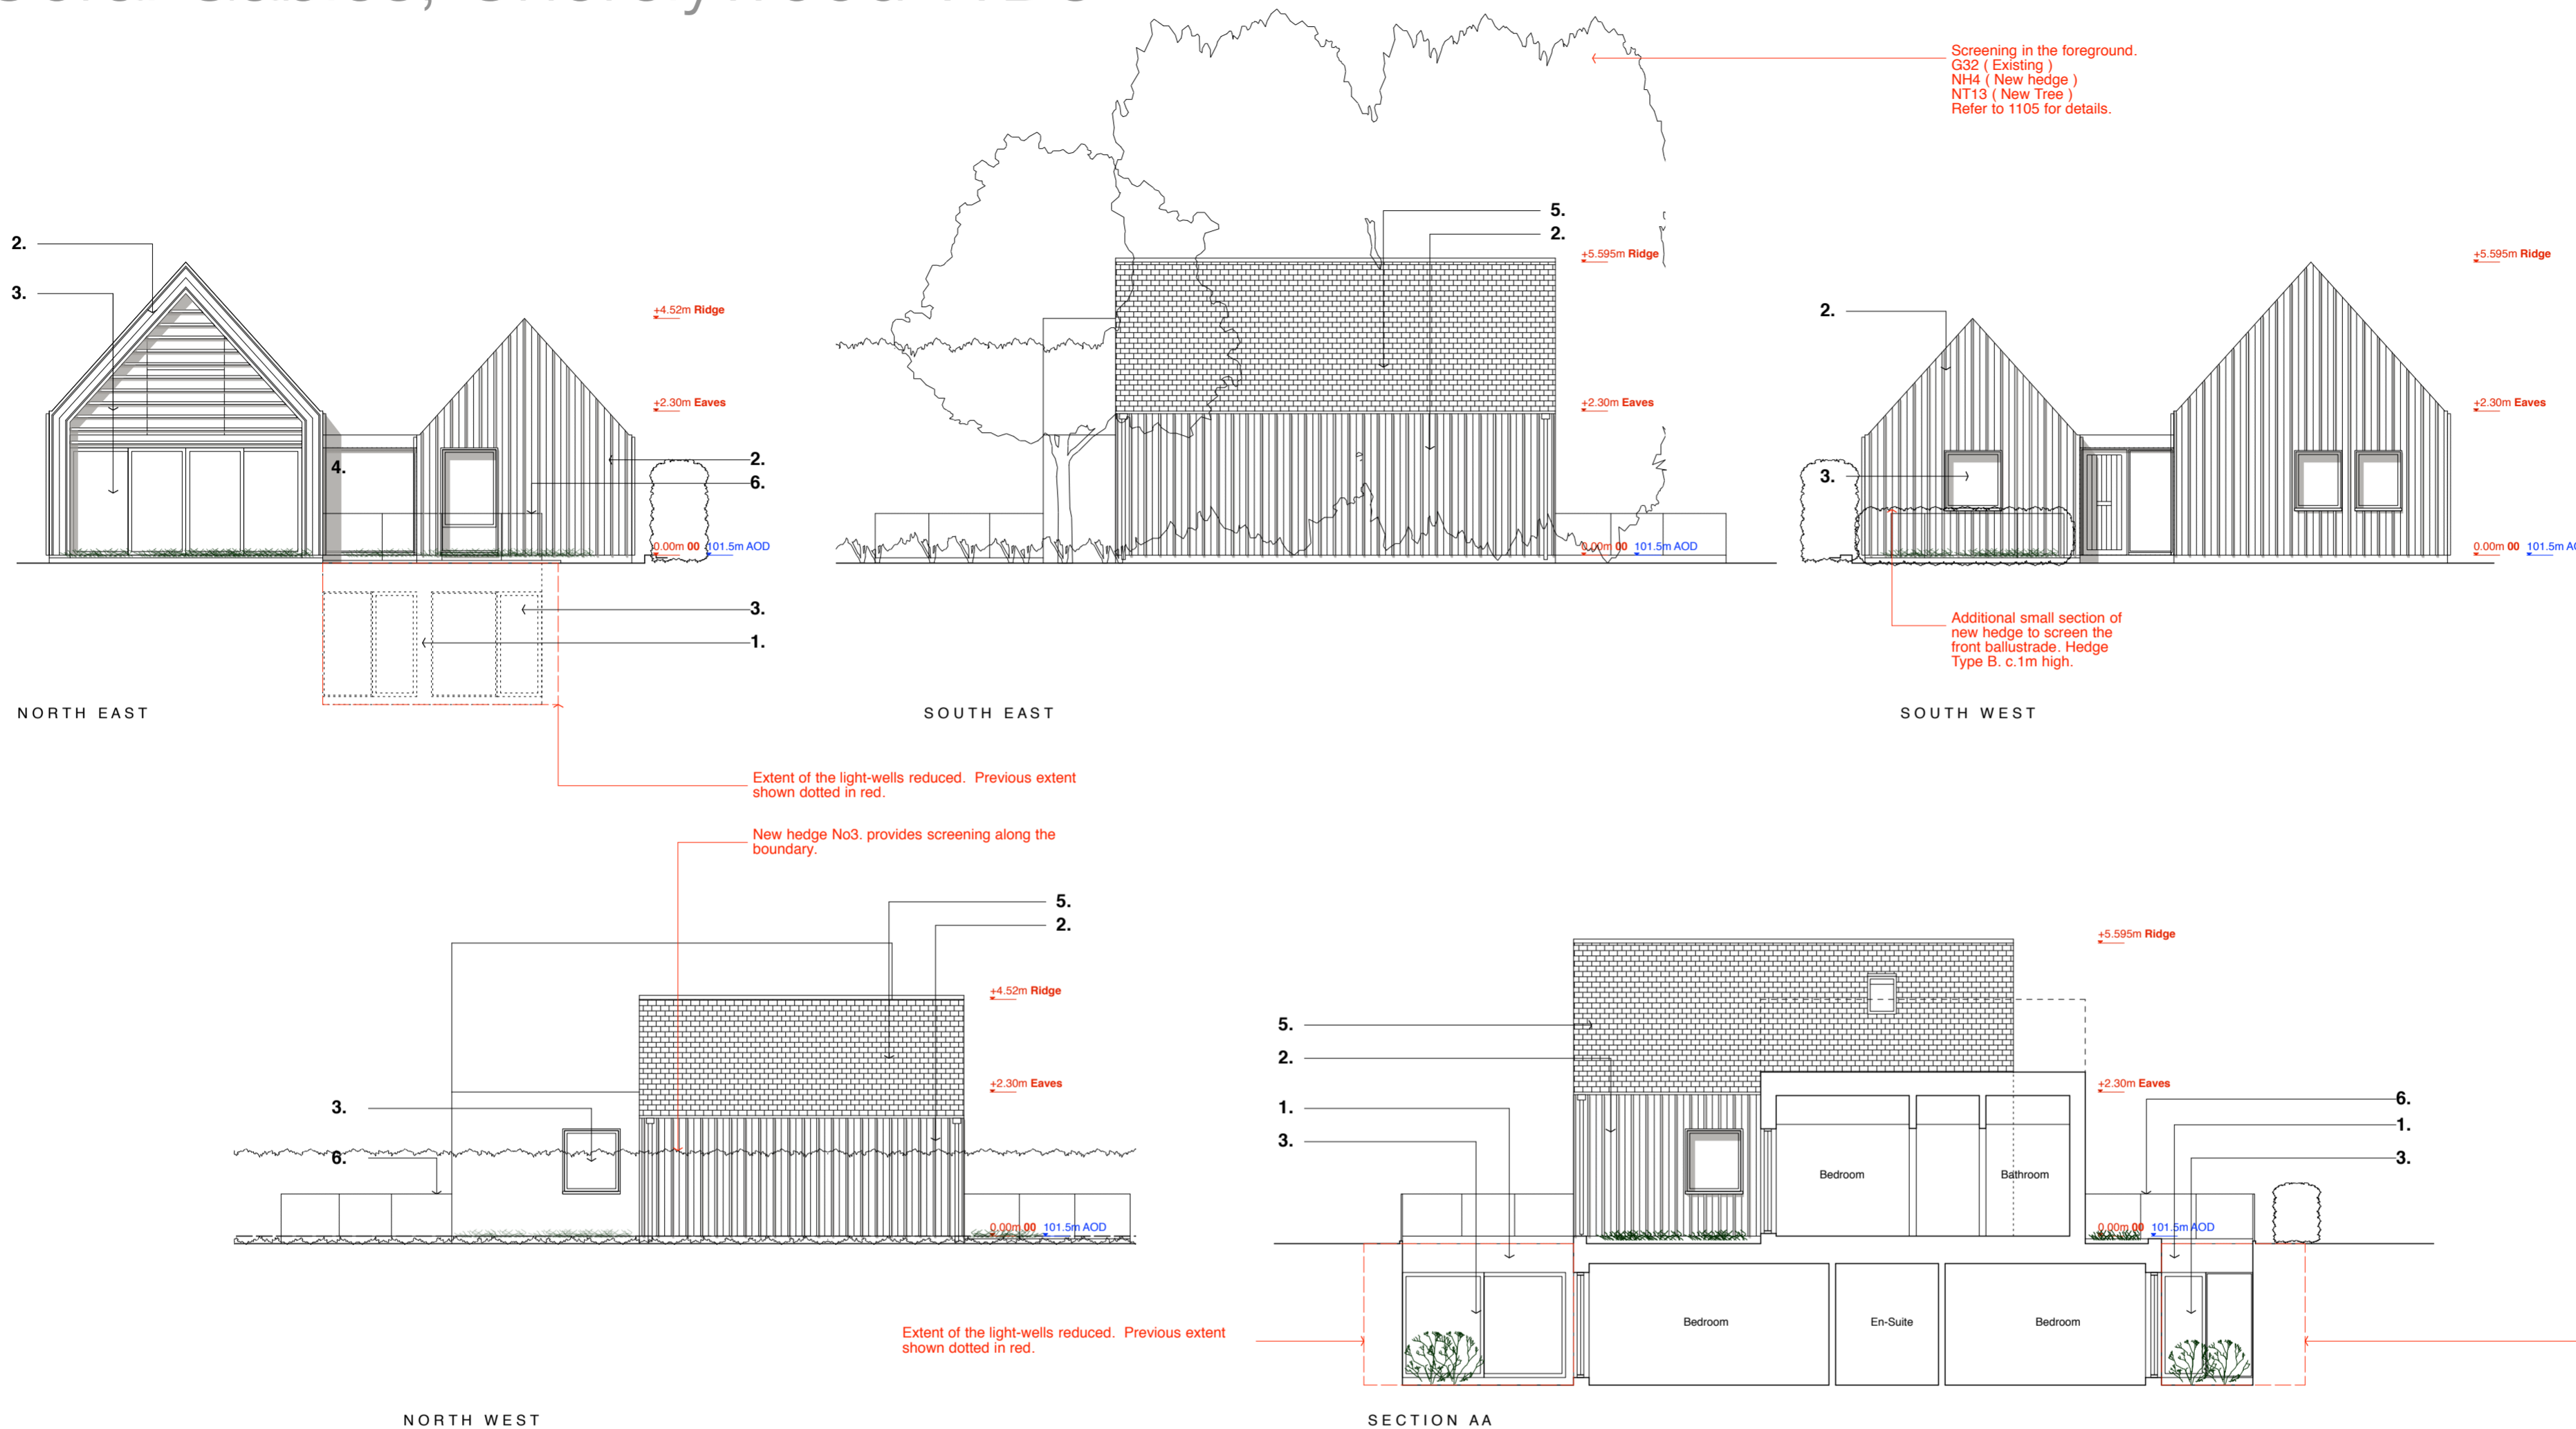 Screening in the foreground.
G32 ( Existing )
NH4 ( New hedge )
NT13 ( New Tree )
Refer to 1105 for details.
2.
3.
+4.52m Ridge
+2.30m Eaves
4.
2.
6.
0.00m 00 101.5m AOD
3.
1.
NORTH EAST
5.
2.
+5.595m Ridge
+2.30m Eaves
0.00m 00 101.5m AOD
SOUTH EAST
2.
3.
+5.595m Ridge
+2.30m Eaves
0.00m 00 101.5m
Additional small section of
new hedge to screen the
front ballustrade. Hedge
Type B. c.1m high.
SOUTH WEST
Extent of the light-wells reduced. Previous extent
shown dotted in red.
New hedge No3. provides screening along the
boundary.
5.
2.
+4.52m Ridge
+2.30m Eaves
3.
6.
0.00m 00 101.5m AOD
NORTH WEST
+5.595m Ridge
5.
2.
+2.30m Eaves
1.
3.
6.
1.
3.
Bedroom
Bathroom
0.00m 00 101.5m AOD
Bedroom
En-Suite
Bedroom
Extent of the light-wells reduced. Previous extent
shown dotted in red.
SECTION AA